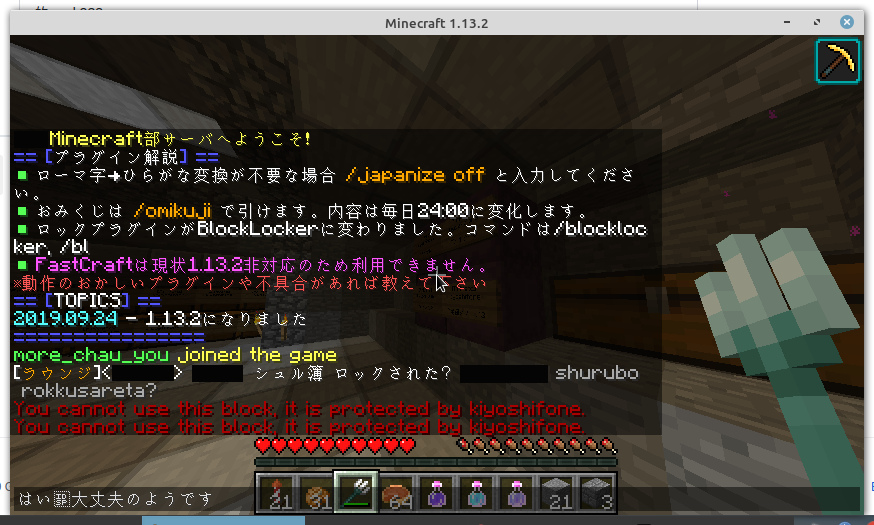 Minecraft 1.13.2
Minecraft部サーバへようこそ!
== [プラグイン解説] ==
■ ローマ字→ひらがな変換が不要な場合 /japanize off と入力してくださ
い。
■ おみくじは /omikuji で引けます。内容は毎日24:00に変化します。
■ ロックプラグインがBlockLockerに変わりました。コマンドは/blockloc
ker, /bl
■ FastCraftは現状1.13.2非対応のため利用できません。
※動作のおかしいプラグインや不具合があれば教えてください
== [TOPICS] ==
2019.09.24 - 1.13.2になりました
=================
more_chau_you joined the game
[ラウンジ]< > シュル簿 ロックされた? shurubo
rokkusareta?
You cannot use this block, it is protected by kiyoshifone.
You cannot use this block, it is protected by kiyoshifone.
21 31 64 21 3
はい 大丈夫のようです